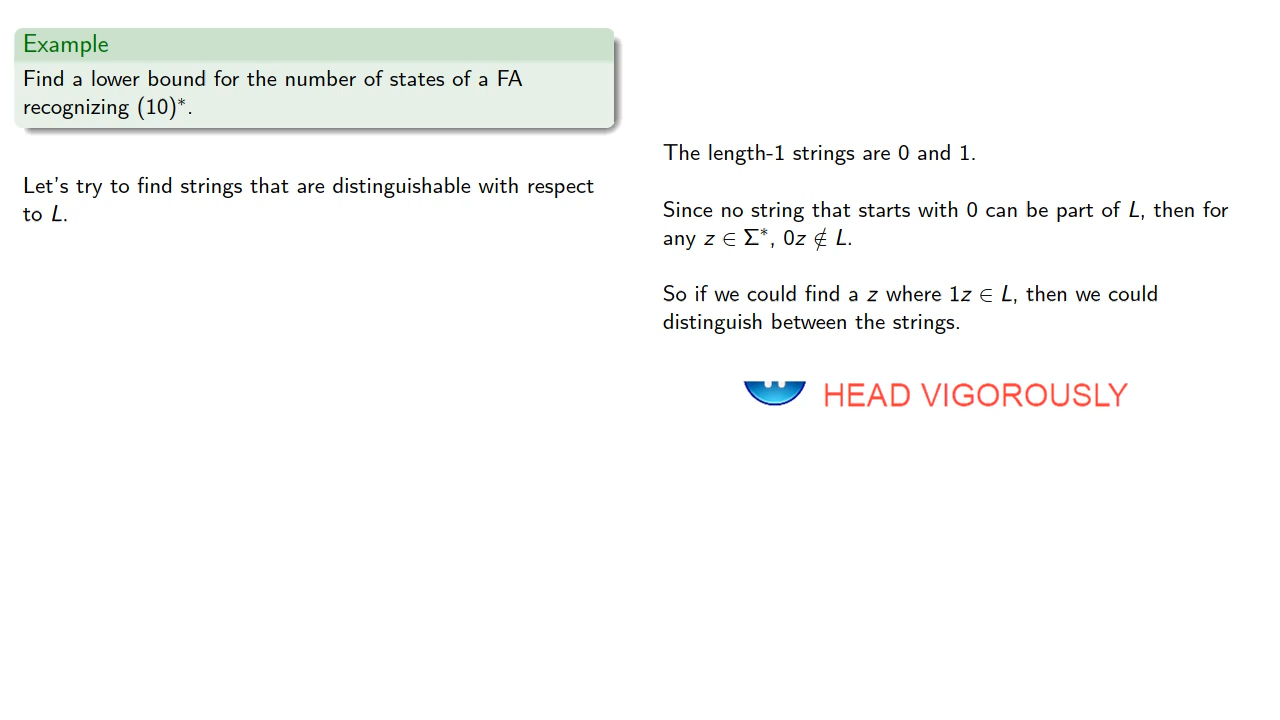 Example
Find a lower bound for the number of states of a FA
recognizing (10)*.
Let's try to find strings that are distinguishable with respect
to L.
The length-1 strings are 0 and 1.
Since no string that starts with 0 can be part of L, then for
any z ∈ Σ*, 0z ∉ L.
So if we could find a z where 1z ∈ L, then we could
distinguish between the strings.
HEAD VIGOROUSLY